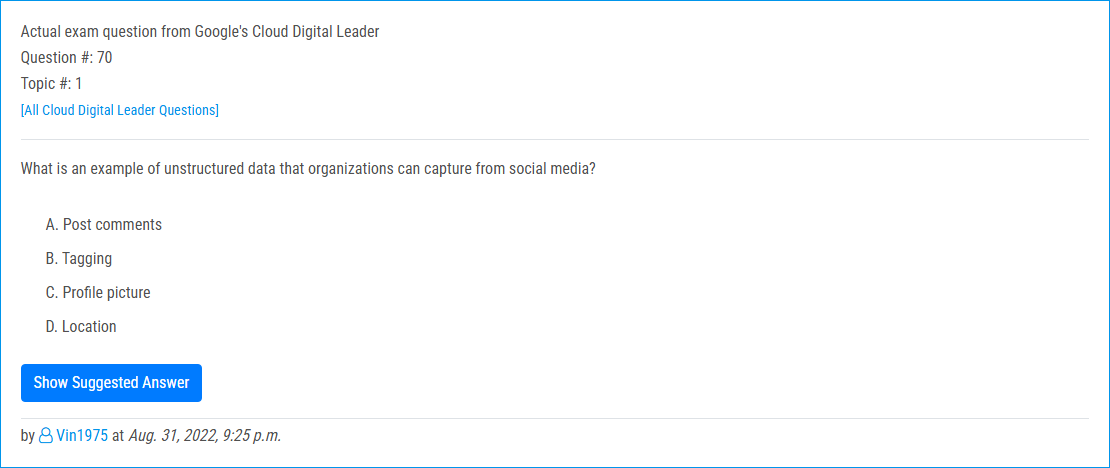 Actual exam question from Google's Cloud Digital Leader
Question #: 70
Topic #: 1
[All Cloud Digital Leader Questions]
What is an example of unstructured data that organizations can capture from social media?
A. Post comments
B. Tagging
C. Profile picture
D. Location
Show Suggested Answer
by Vin1975 at Aug. 31, 2022, 9:25 p.m.